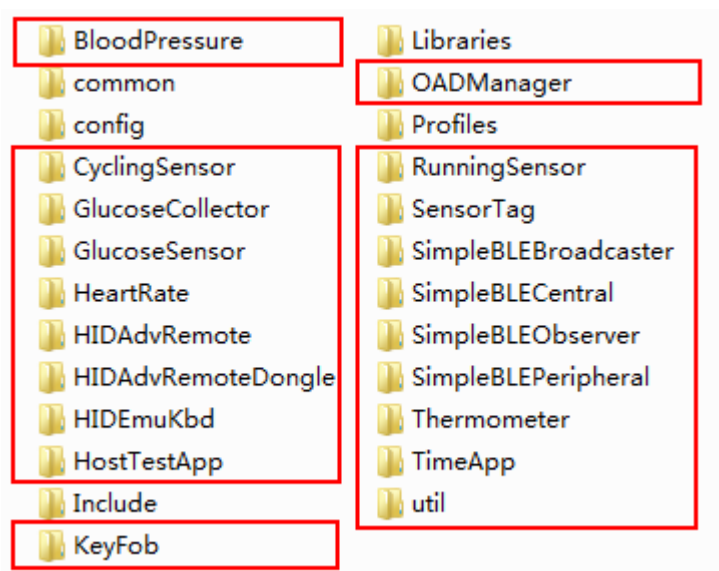 BloodPressure
common
config
CyclingSensor
GlucoseCollector
GlucoseSensor
HeartRate
HIDAdvRemote
HIDAdvRemoteDongle
HIDEmuKbd
HostTestApp
Include
KeyFob
Libraries
OADManager
Profiles
RunningSensor
SensorTag
SimpleBLEBroadcaster
SimpleBLECentral
SimpleBLEObserver
SimpleBLEPeripheral
Thermometer
TimeApp
util